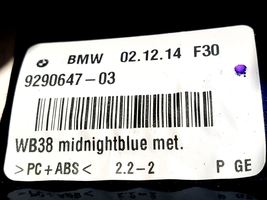 BMW 02.12.14 F30
9290647-03
WB38 midnightblue met.
>PC+ABS< 2.2-2 P GE